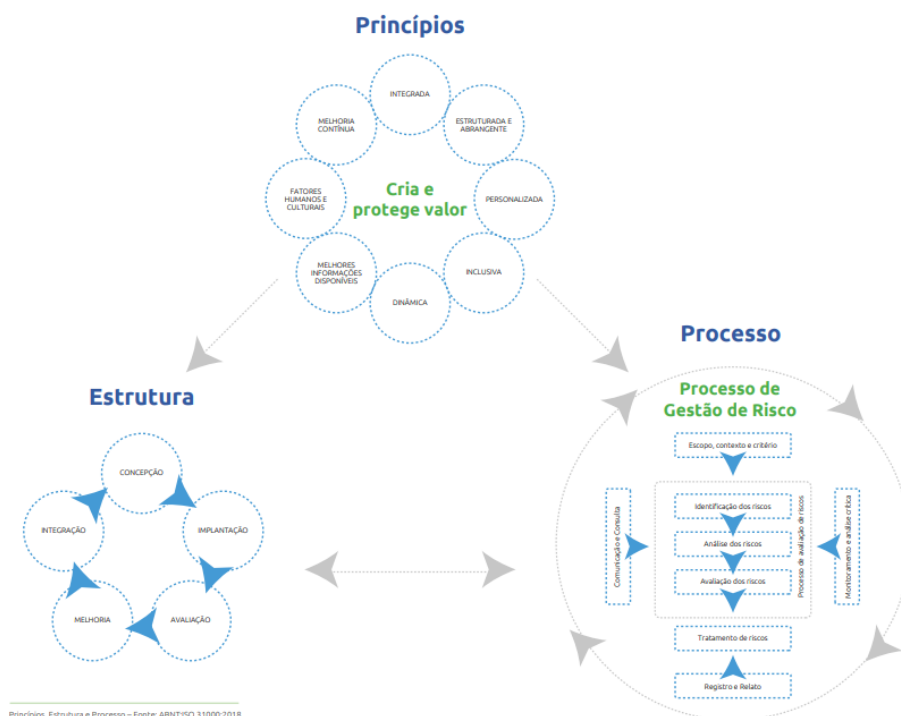 Princípios
INTEGRADA
MELHORIA
CONTÍNUA
ESTRUTURADA E
ABRANGENTE
FATORES
HUMANOS E
CULTURAIS
Cria e
protege valor
PERSONALIZADA
MELHORES
INFORMAÇÕES
DISPONÍVEIS
INCLUSIVA
DINÂMICA
Estrutura
CONCEPÇÃO
INTEGRAÇÃO
IMPLANTAÇÃO
MELHORIA
AVALIAÇÃO
Processo
Processo de
Gestão de Risco
Escopo, contexto e critério
Comunicação e Consulta
Identificação dos riscos
Análise dos riscos
Avaliação dos riscos
Processo de avaliação de riscos
Monitoramento e análise crítica
Tratamento de riscos
Registro e Relato
Princípios, Estrutura e Processo – Fonte: ABNT:ISO 31000:2018